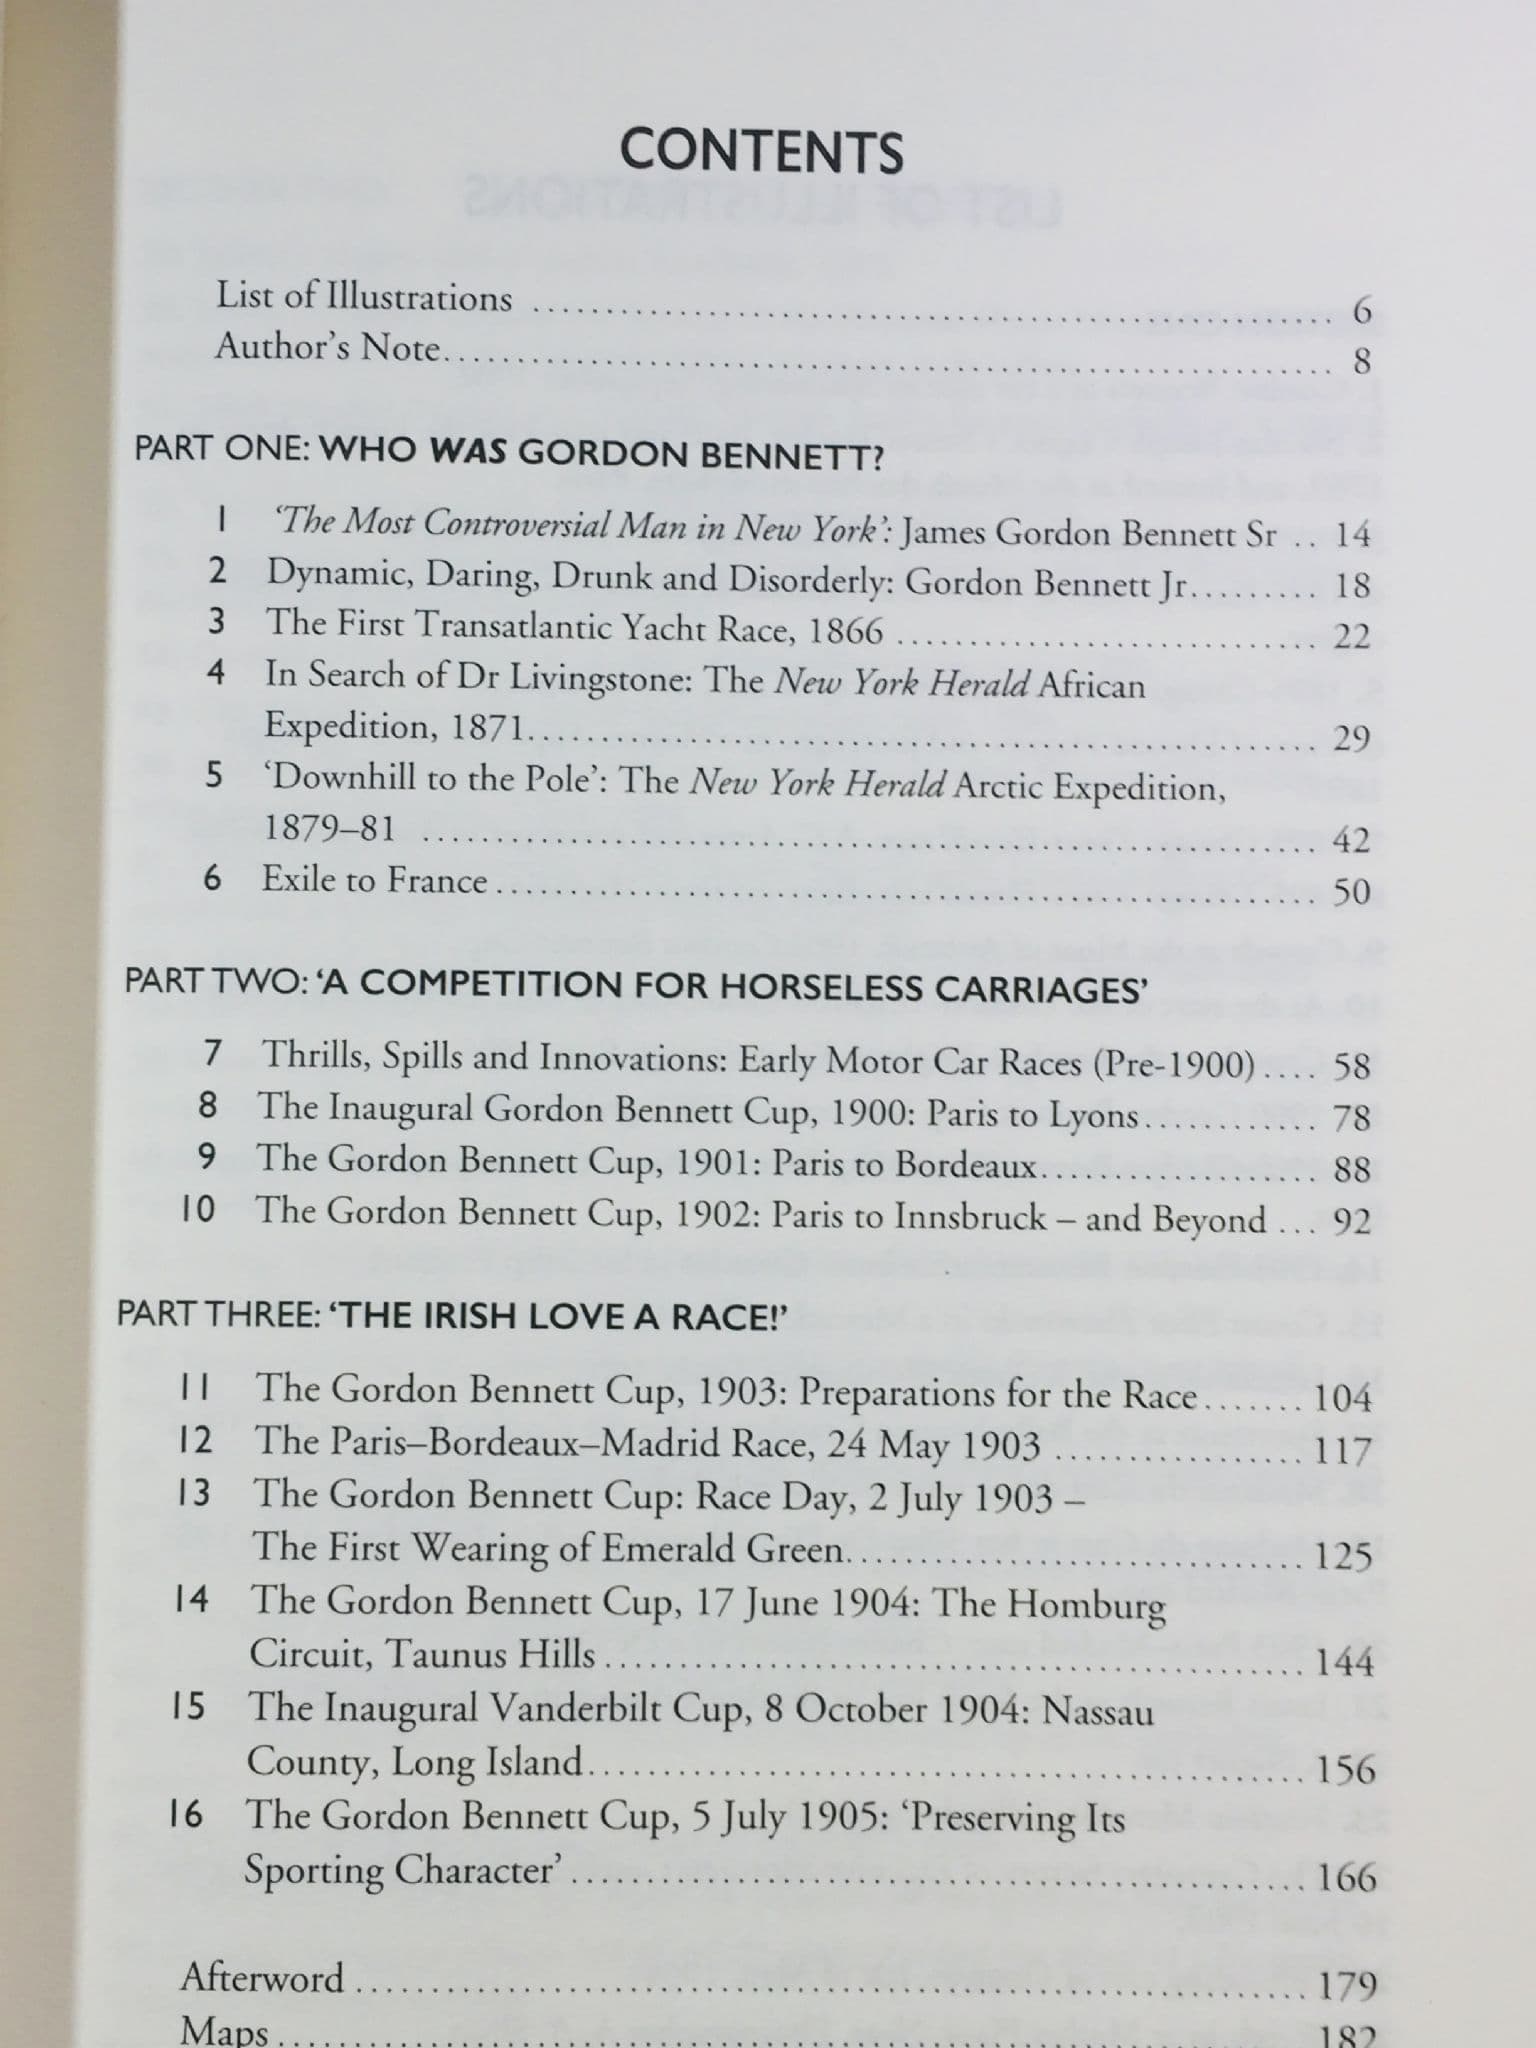 CONTENTS
List of Illustrations ........ 6
Author's Note ........ 8
PART ONE: WHO WAS GORDON BENNETT?
1 ‘The Most Controversial Man in New York’: James Gordon Bennett Sr .. 14
2 Dynamic, Daring, Drunk and Disorderly: Gordon Bennett Jr ........ 18
3 The First Transatlantic Yacht Race, 1866 ........ 22
4 In Search of Dr Livingstone: The New York Herald African
Expedition, 1871 ........ 29
5 ‘Downhill to the Pole’: The New York Herald Arctic Expedition,
1879–81 ........ 42
6 Exile to France ........ 50
PART TWO: ‘A COMPETITION FOR HORSELESS CARRIAGES’
7 Thrills, Spills and Innovations: Early Motor Car Races (Pre-1900) .... 58
8 The Inaugural Gordon Bennett Cup, 1900: Paris to Lyons ........ 78
9 The Gordon Bennett Cup, 1901: Paris to Bordeaux ........ 88
10 The Gordon Bennett Cup, 1902: Paris to Innsbruck – and Beyond ... 92
PART THREE: ‘THE IRISH LOVE A RACE!’
11 The Gordon Bennett Cup, 1903: Preparations for the Race ....... 104
12 The Paris–Bordeaux–Madrid Race, 24 May 1903 ........ 117
13 The Gordon Bennett Cup: Race Day, 2 July 1903 –
The First Wearing of Emerald Green ........ 125
14 The Gordon Bennett Cup, 17 June 1904: The Homburg
Circuit, Taunus Hills ........ 144
15 The Inaugural Vanderbilt Cup, 8 October 1904: Nassau
County, Long Island ........ 156
16 The Gordon Bennett Cup, 5 July 1905: ‘Preserving Its
Sporting Character’ ........ 166
Afterword ........ 179
Maps ........ 182